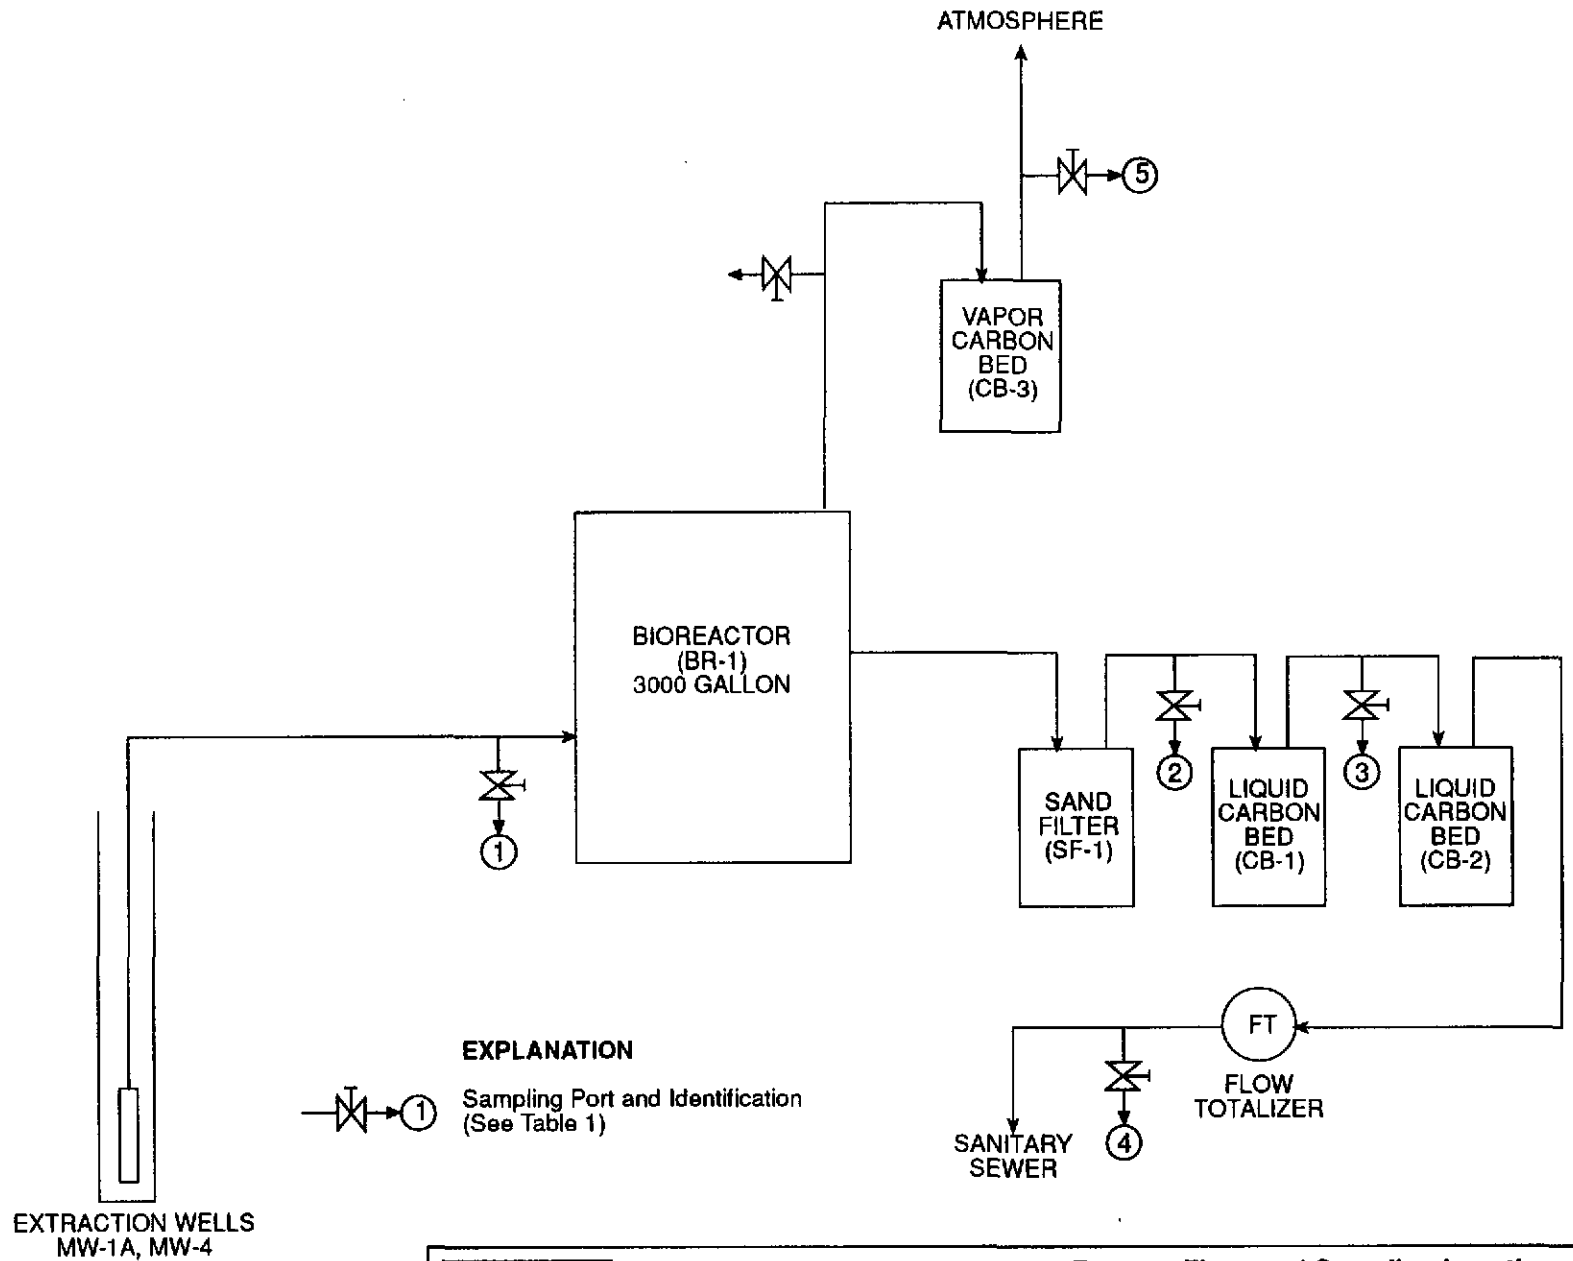 ATMOSPHERE
5
VAPOR
CARBON
BED
(CB-3)
BIOREACTOR
(BR-1)
3000 GALLON
1
2
3
SAND
FILTER
(SF-1)
LIQUID
CARBON
BED
(CB-1)
LIQUID
CARBON
BED
(CB-2)
FT
FLOW
TOTALIZER
4
SANITARY
SEWER
EXPLANATION
1
Sampling Port and Identification
(See Table 1)
EXTRACTION WELLS
MW-1A, MW-4